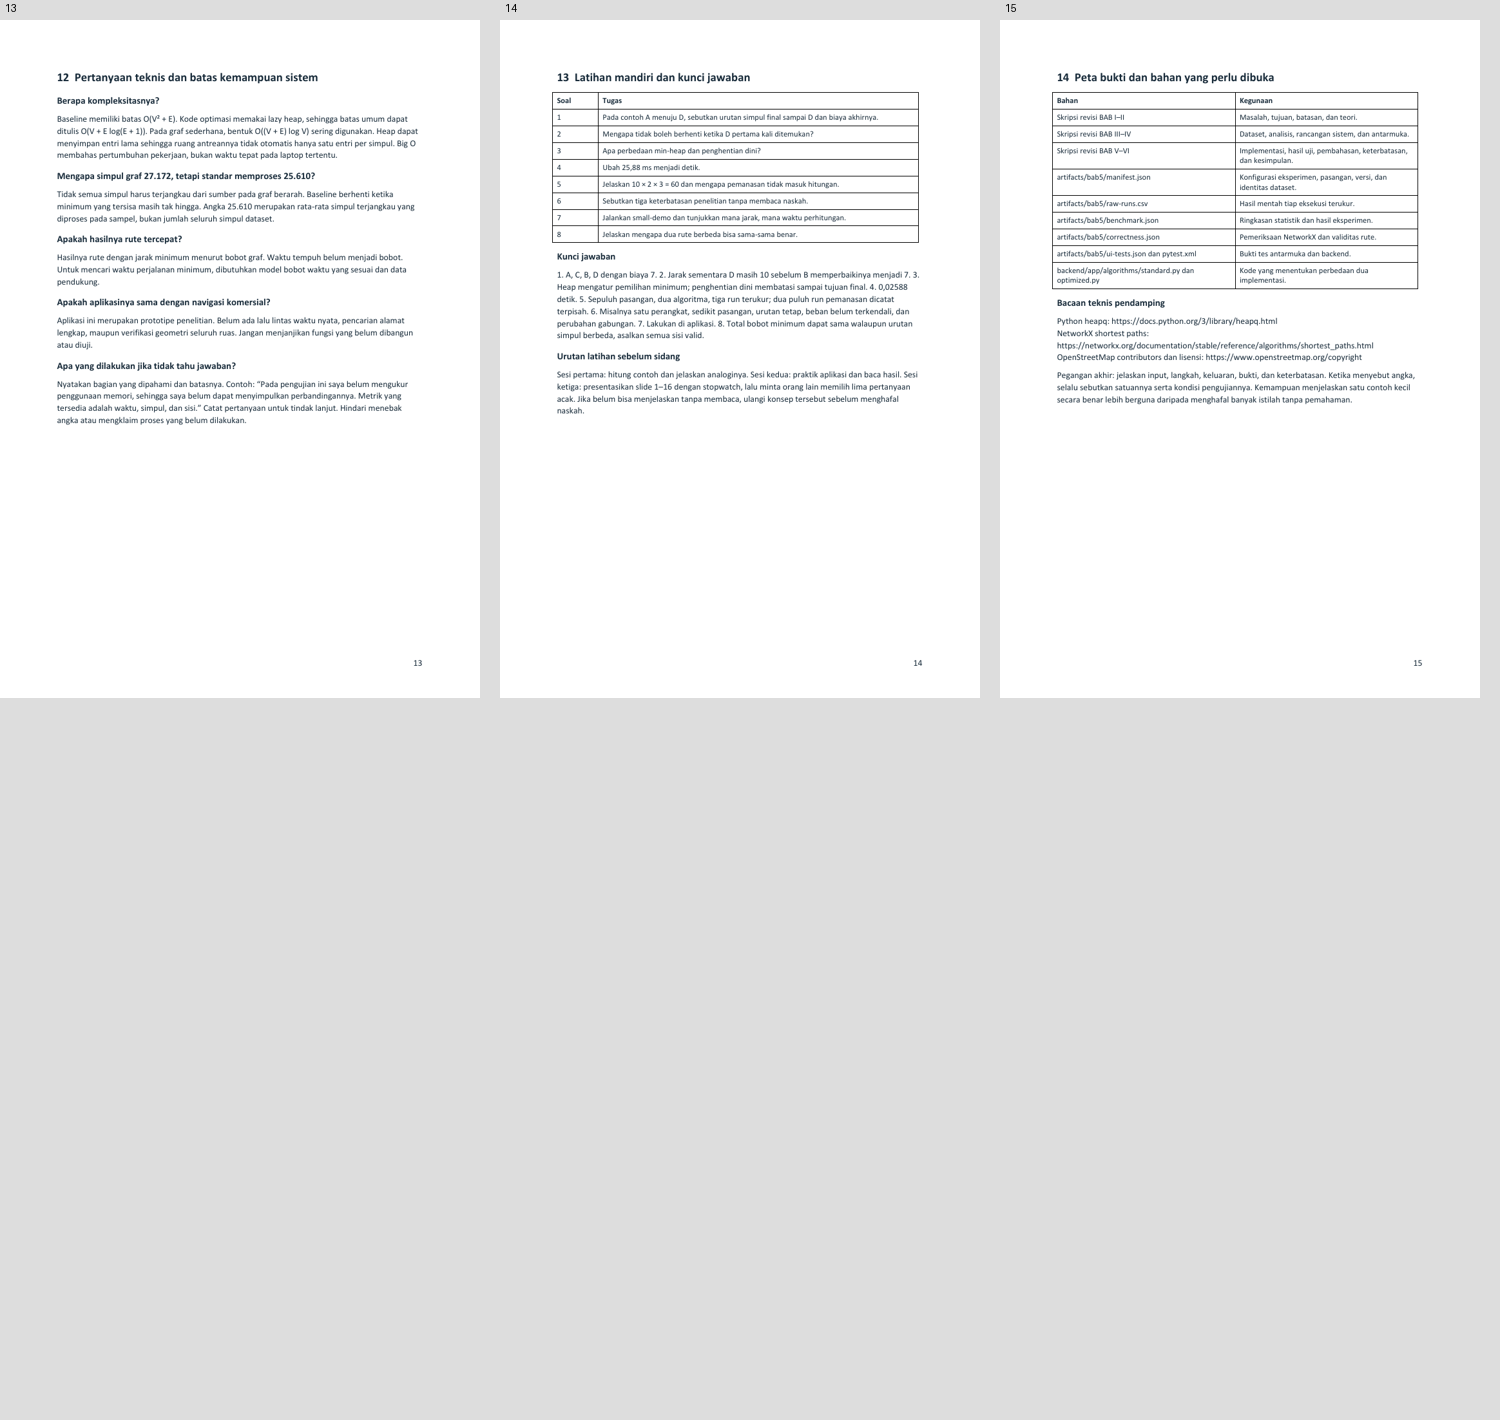 13
12 Pertanyaan teknis dan batas kemampuan sistem
Berapa kompleksitasnya?
Baseline memiliki batas O(V² + E). Kode optimasi memakai lazy heap, sehingga batas umum dapat
ditulis O(V + E log(E + 1)). Pada graf sederhana, bentuk O((V + E) log V) sering digunakan. Heap dapat
menyimpan entri lama sehingga ruang antreannya tidak otomatis hanya satu entri per simpul. Big O
membahas pertumbuhan pekerjaan, bukan waktu tepat pada laptop tertentu.
Mengapa simpul graf 27.172, tetapi standar memproses 25.610?
Tidak semua simpul harus terjangkau dari sumber pada graf berarah. Baseline berhenti ketika
minimum yang tersisa masih tak hingga. Angka 25.610 merupakan rata-rata simpul terjangkau yang
diproses pada sampel, bukan jumlah seluruh simpul dataset.
Apakah hasilnya rute tercepat?
Hasilnya rute dengan jarak minimum menurut bobot graf. Waktu tempuh belum menjadi bobot.
Untuk mencari waktu perjalanan minimum, dibutuhkan model bobot waktu yang sesuai dan data
pendukung.
Apakah aplikasinya sama dengan navigasi komersial?
Aplikasi ini merupakan prototipe penelitian. Belum ada lalu lintas waktu nyata, pencarian alamat
lengkap, maupun verifikasi geometri seluruh ruas. Jangan menjanjikan fungsi yang belum dibangun
atau diuji.
Apa yang dilakukan jika tidak tahu jawaban?
Nyatakan bagian yang dipahami dan batasnya. Contoh: “Pada pengujian ini saya belum mengukur
penggunaan memori, sehingga saya belum dapat menyimpulkan perbandingannya. Metrik yang
tersedia adalah waktu, simpul, dan sisi.” Catat pertanyaan untuk tindak lanjut. Hindari menebak
angka atau mengklaim proses yang belum dilakukan.
13
14
13 Latihan mandiri dan kunci jawaban
Soal Tugas
1 Pada contoh A menuju D, sebutkan urutan simpul final sampai D dan biaya akhirnya.
2 Mengapa tidak boleh berhenti ketika D pertama kali ditemukan?
3 Apa perbedaan min-heap dan penghentian dini?
4 Ubah 25,88 ms menjadi detik.
5 Jelaskan 10 × 2 × 3 = 60 dan mengapa pemanasan tidak masuk hitungan.
6 Sebutkan tiga keterbatasan penelitian tanpa membaca naskah.
7 Jalankan small-demo dan tunjukkan mana jarak, mana waktu perhitungan.
8 Jelaskan mengapa dua rute berbeda bisa sama-sama benar.
Kunci jawaban
1. A, C, B, D dengan biaya 7. 2. Jarak sementara D masih 10 sebelum B memperbaikinya menjadi 7. 3.
Heap mengatur pemilihan minimum; penghentian dini membatasi sampai tujuan final. 4. 0,02588
detik. 5. Sepuluh pasangan, dua algoritma, tiga run terukur; dua puluh run pemanasan dicatat
terpisah. 6. Misalnya satu perangkat, sedikit pasangan, urutan tetap, beban belum terkendali, dan
perubahan gabungan. 7. Lakukan di aplikasi. 8. Total bobot minimum dapat sama walaupun urutan
simpul berbeda, asalkan semua sisi valid.
Urutan latihan sebelum sidang
Sesi pertama: hitung contoh dan jelaskan analoginya. Sesi kedua: praktik aplikasi dan baca hasil. Sesi
ketiga: presentasikan slide 1–16 dengan stopwatch, lalu minta orang lain memilih lima pertanyaan
acak. Jika belum bisa menjelaskan tanpa membaca, ulangi konsep tersebut sebelum menghafal
naskah.
14
15
14 Peta bukti dan bahan yang perlu dibuka
Bahan Kegunaan
Skripsi revisi BAB I–II Masalah, tujuan, batasan, dan teori.
Skripsi revisi BAB III–IV Dataset, analisis, rancangan sistem, dan antarmuka.
Skripsi revisi BAB V–VI Implementasi, hasil uji, pembahasan, keterbatasan,
dan kesimpulan.
artifacts/bab5/manifest.json Konfigurasi eksperimen, pasangan, versi, dan
identitas dataset.
artifacts/bab5/raw-runs.csv Hasil mentah tiap eksekusi terukur.
artifacts/bab5/benchmark.json Ringkasan statistik dan hasil eksperimen.
artifacts/bab5/correctness.json Pemeriksaan NetworkX dan validitas rute.
artifacts/bab5/ui-tests.json dan pytest.xml Bukti tes antarmuka dan backend.
backend/app/algorithms/standard.py dan Kode yang menentukan perbedaan dua
optimized.py implementasi.
Bacaan teknis pendamping
Python heapq: https://docs.python.org/3/library/heapq.html
NetworkX shortest paths:
https://networkx.org/documentation/stable/reference/algorithms/shortest_paths.html
OpenStreetMap contributors dan lisensi: https://www.openstreetmap.org/copyright
Pegangan akhir: jelaskan input, langkah, keluaran, bukti, dan keterbatasan. Ketika menyebut angka,
selalu sebutkan satuannya serta kondisi pengujiannya. Kemampuan menjelaskan satu contoh kecil
secara benar lebih berguna daripada menghafal banyak istilah tanpa pemahaman.
15